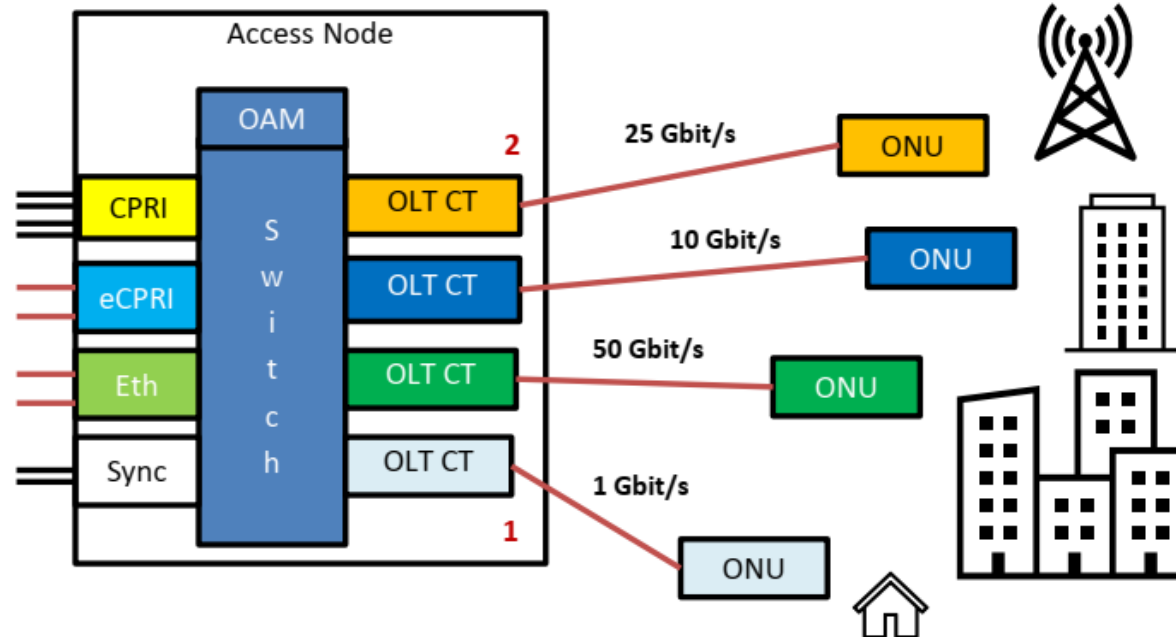 Access Node
OAM
2
25 Gbit/s
ONU
CPRI
OLT CT
10 Gbit/s
ONU
eCPRI
OLT CT
S
w
i
t
c
h
50 Gbit/s
Eth
OLT CT
ONU
Sync
OLT CT
1 Gbit/s
1
ONU